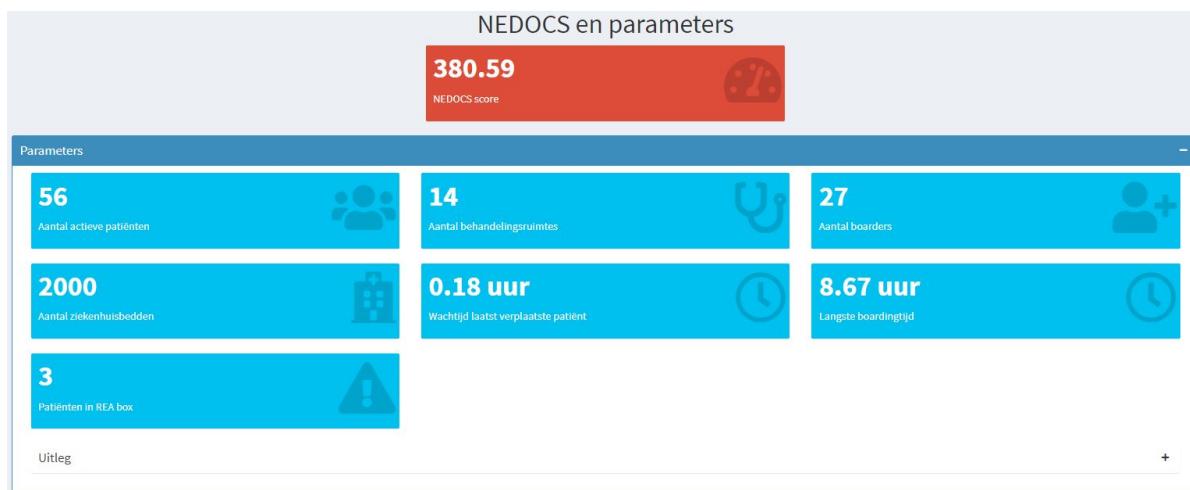 NEDOCS en parameters
380.59
NEDOCS score
Parameters
56
Aantal actieve patiënten
14
Aantal behandelingsruimtes
27
Aantal boarders
2000
Aantal ziekenhuisbedden
0.18 uur
Wachtijd laatst verplaatste patiënt
8.67 uur
Langste boardingtijd
3
Patiënten in REA box
Uitleg